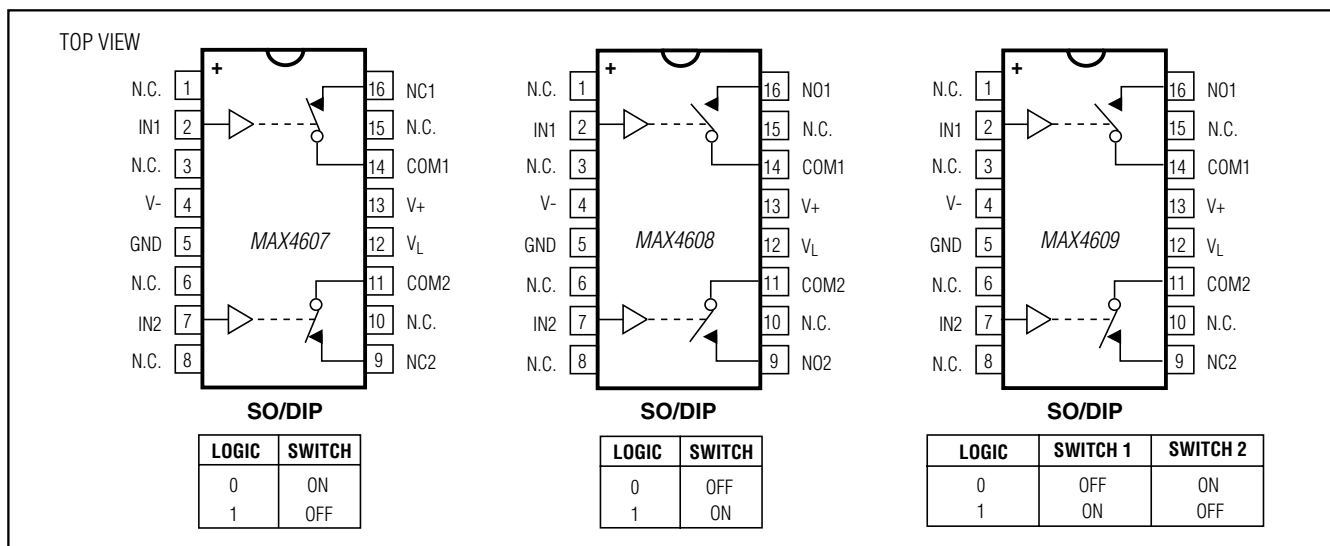 TOP VIEW
+
N.C. 1
IN1 2
N.C. 3
V- 4
GND 5
N.C. 6
IN2 7
N.C. 8
16 NC1
15 N.C.
14 COM1
13 V+
12 VL
11 COM2
10 N.C.
9 NC2
MAX4607
SO/DIP
LOGIC SWITCH
0 ON
1 OFF
+
N.C. 1
IN1 2
N.C. 3
V- 4
GND 5
N.C. 6
IN2 7
N.C. 8
16 NO1
15 N.C.
14 COM1
13 V+
12 VL
11 COM2
10 N.C.
9 NO2
MAX4608
SO/DIP
LOGIC SWITCH
0 OFF
1 ON
+
N.C. 1
IN1 2
N.C. 3
V- 4
GND 5
N.C. 6
IN2 7
N.C. 8
16 NO1
15 N.C.
14 COM1
13 V+
12 VL
11 COM2
10 N.C.
9 NC2
MAX4609
SO/DIP
LOGIC SWITCH 1 SWITCH 2
0 OFF ON
1 ON OFF